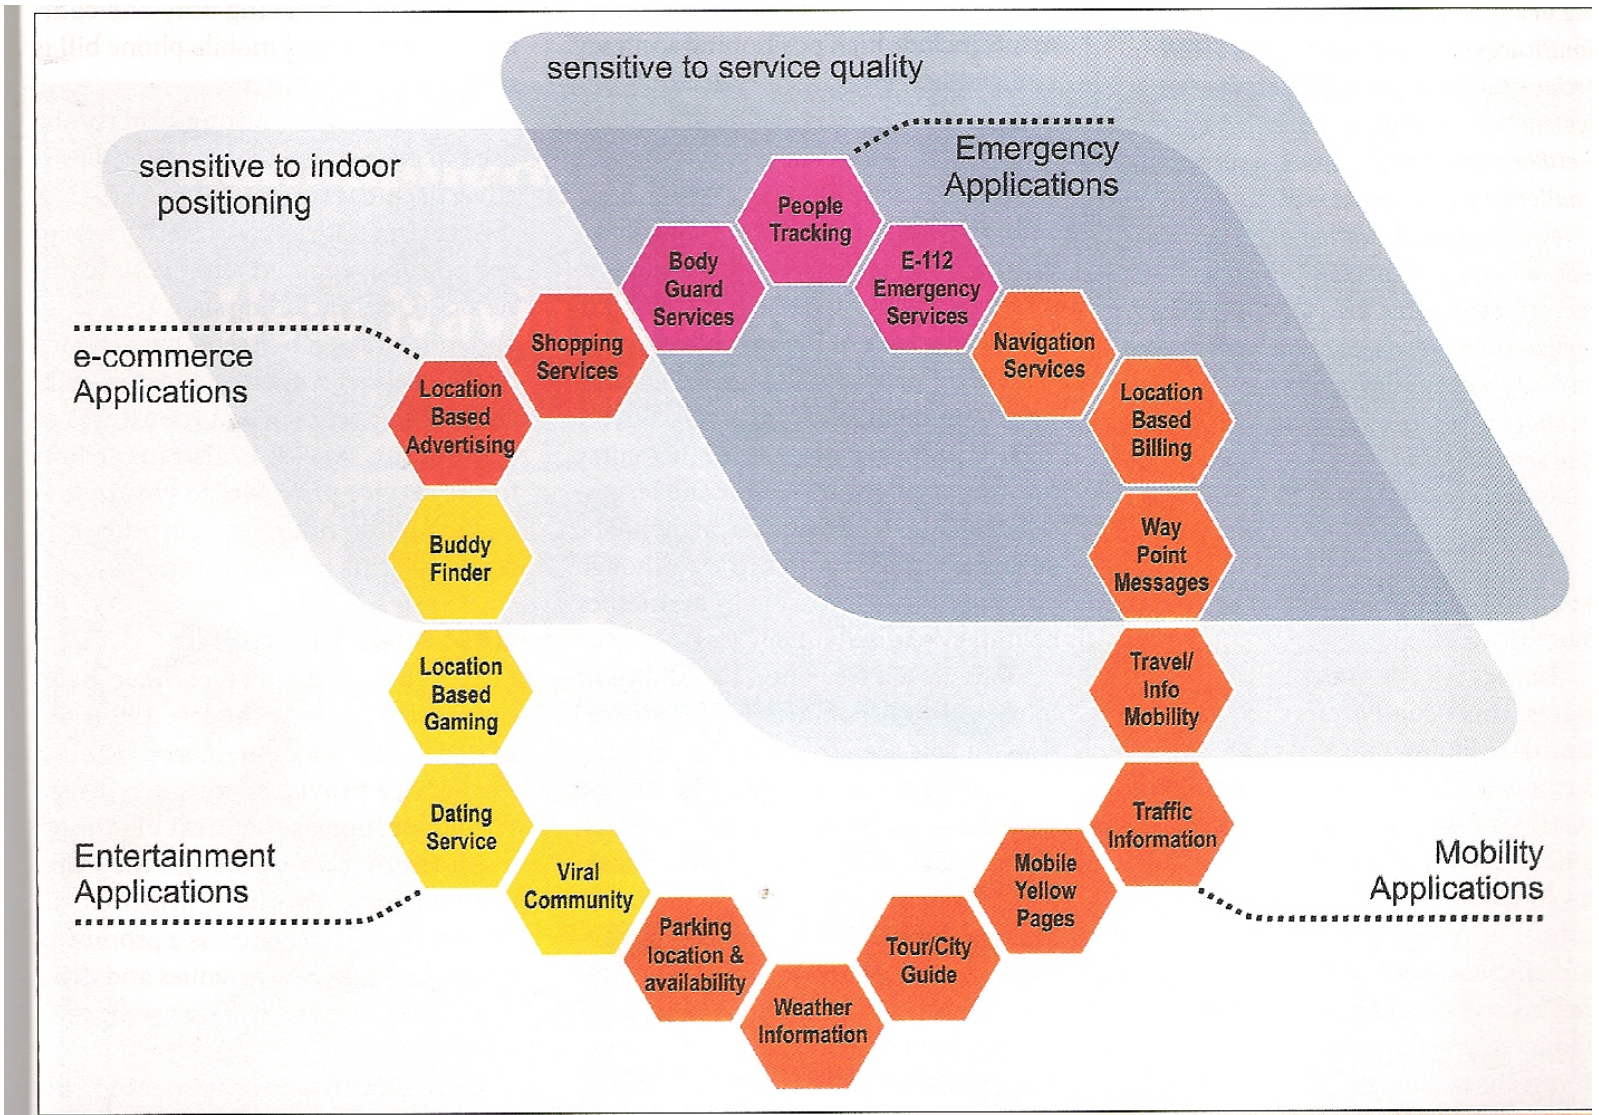 sensitive to service quality
sensitive to indoor
positioning
Emergency
Applications
People
Tracking
Body
Guard
Services
E-112
Emergency
Services
Shopping
Services
Navigation
Services
e-commerce
Applications
Location
Based
Advertising
Location
Based
Billing
Buddy
Finder
Way
Point
Messages
Location
Based
Gaming
Travel/
Info
Mobility
Dating
Service
Traffic
Information
Entertainment
Applications
Mobility
Applications
Viral
Community
Mobile
Yellow
Pages
Parking
location &
availability
Tour/City
Guide
Weather
Information